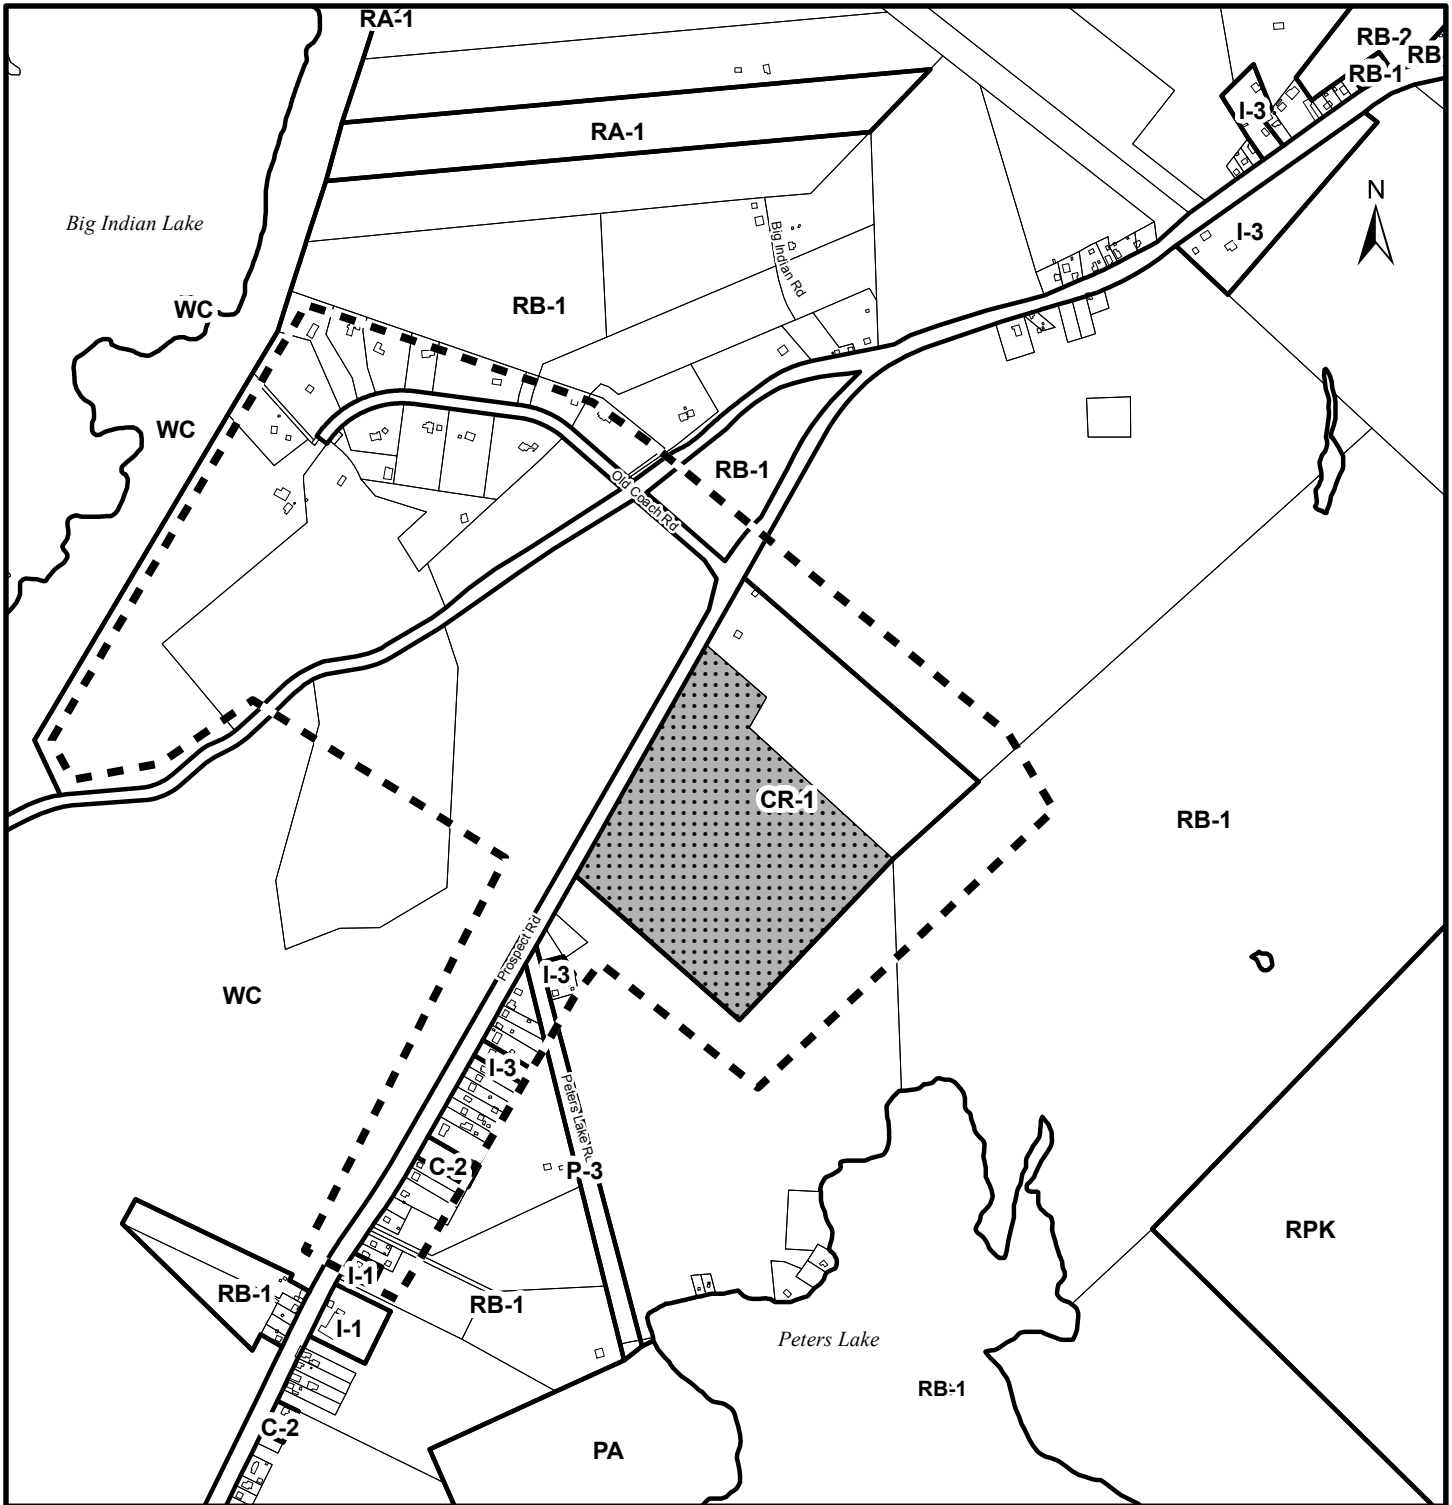 RA-1
RB-2
RB
RB-1
I-3
RA-1
N
Big Indian Lake
I-3
Big Indian Rd
WC
RB-1
WC
RB-1
Old Coach Rd
CR-1
RB-1
Prospect Rd
I-3
WC
I-3
Peters Lake Rd
C-2
P-3
RPK
I-1
RB-1
RB-1
I-1
Peters Lake
RB-1
C-2
PA